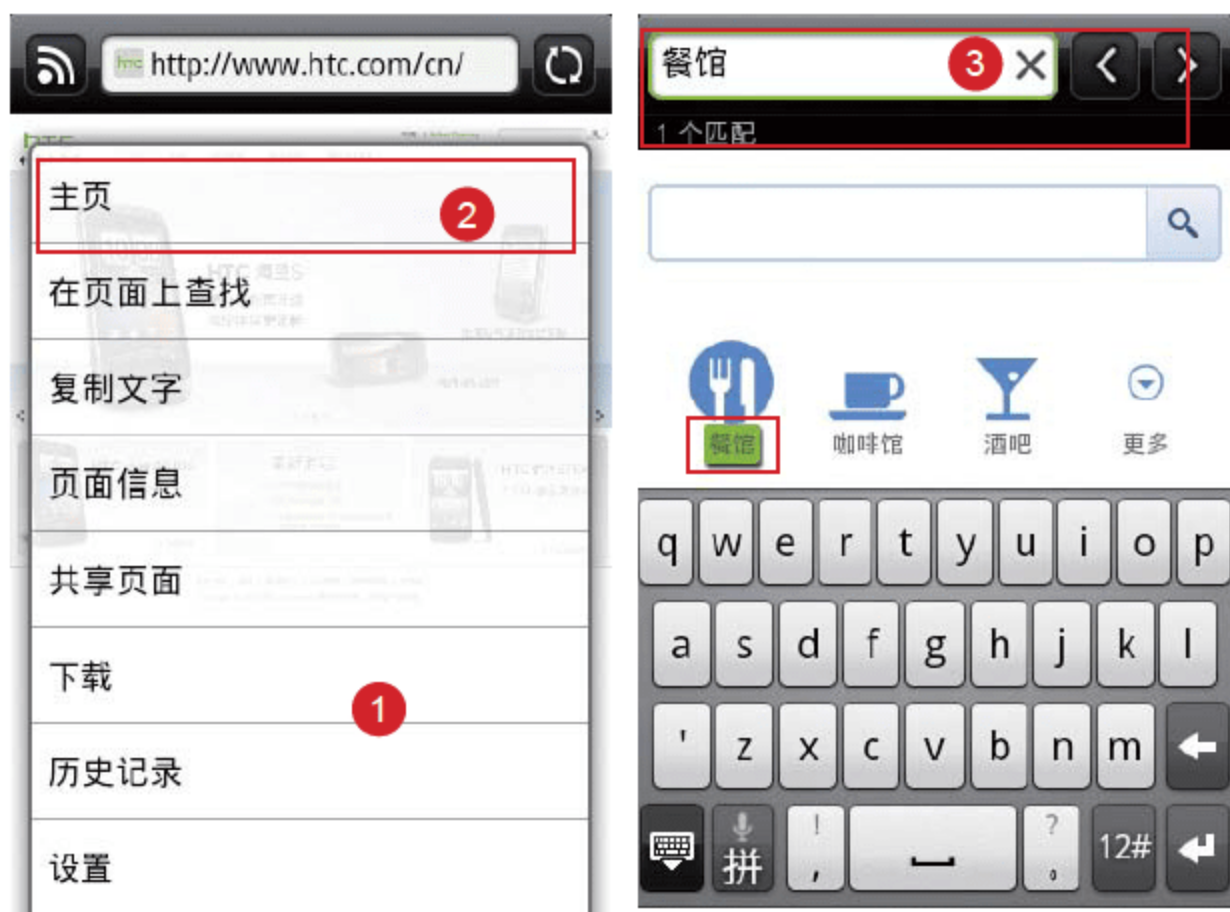 http://www.htc.com/cn/
主页
2
在页面上查找
复制文字
页面信息
共享页面
下载
1
历史记录
设置
餐馆
3
1 个匹配
餐馆
咖啡馆
酒吧
更多
q w e r t y u i o p
a s d f g h j k l
' z x c v b n m
拼 ! , ? 。 12#